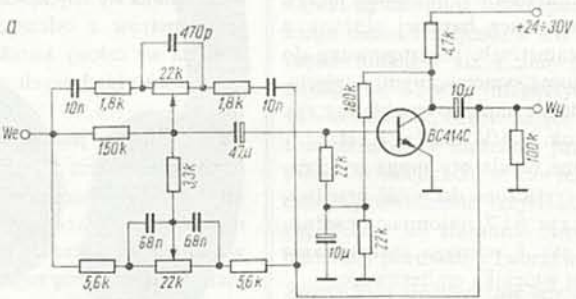 a
470p
+24÷30V
4,7k
22k
10n
1,8k
1,8k
10n
180k
10μ
We
Wy
BC414C
150k
47μ
100k
3,3k
22k
68n
68n
10μ
22k
5,6k
22k
5,6k